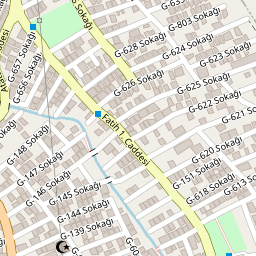 G-628 Sokağı
G-803 Sokağı
G-624 Sokağı
G-657 Sokağı
G-656 Sokağı
G-626 Sokağı
G-625 Sokağı
G-622 Sokağı
G-621 Sokağı
Fatih 1. Caddesi
G-148 Sokağı
G-147 Sokağı
G-146 Sokağı
G-145 Sokağı
G-144 Sokağı
G-139 Sokağı
G-620 Sokağı
G-151 Sokağı
G-618 Sokağı
G-613